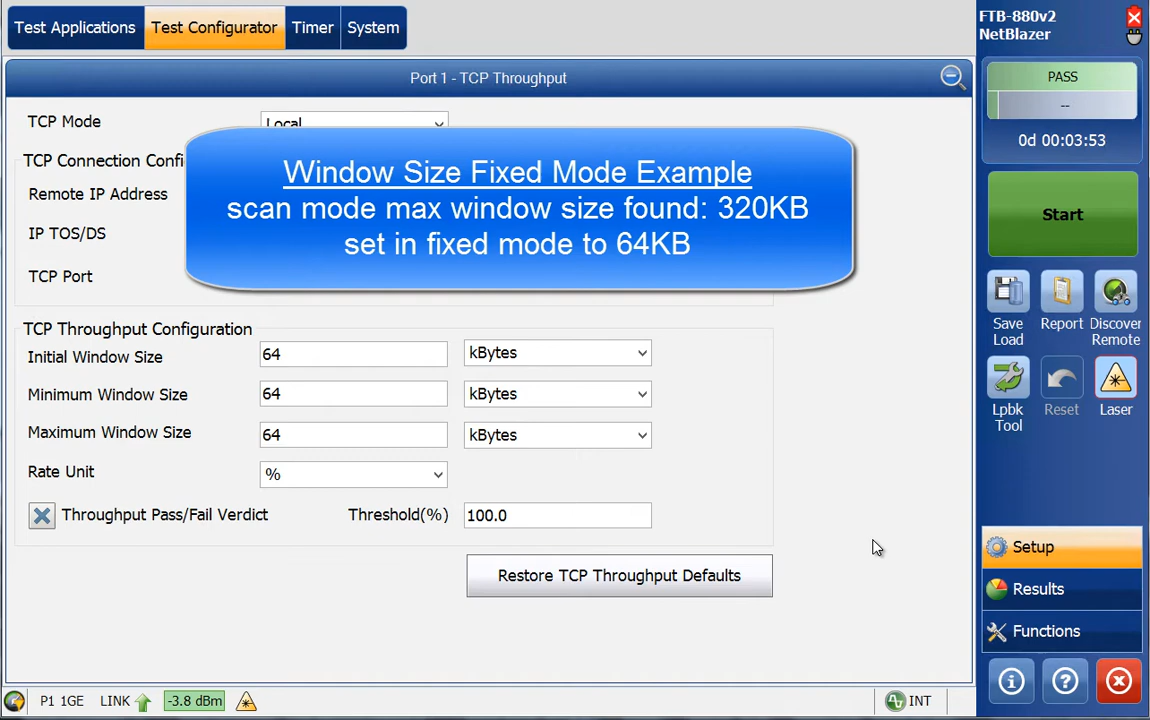 Test Applications
Test Configurator
Timer
System
FTB-880v2
NetBlazer
Port 1 - TCP Throughput
PASS
--
0d 00:03:53
TCP Mode
Local
Window Size Fixed Mode Example
scan mode max window size found: 320KB
set in fixed mode to 64KB
TCP Connection Confi
Remote IP Address
IP TOS/DS
TCP Port
Start
Save
Load
Report
Discover
Remote
TCP Throughput Configuration
Initial Window Size
64
kBytes
Minimum Window Size
64
kBytes
Maximum Window Size
64
kBytes
Lpbk
Tool
Reset
Laser
Rate Unit
%
Throughput Pass/Fail Verdict
Threshold(%)
100.0
Restore TCP Throughput Defaults
Setup
Results
Functions
P1 1GE
LINK
-3.8 dBm
INT